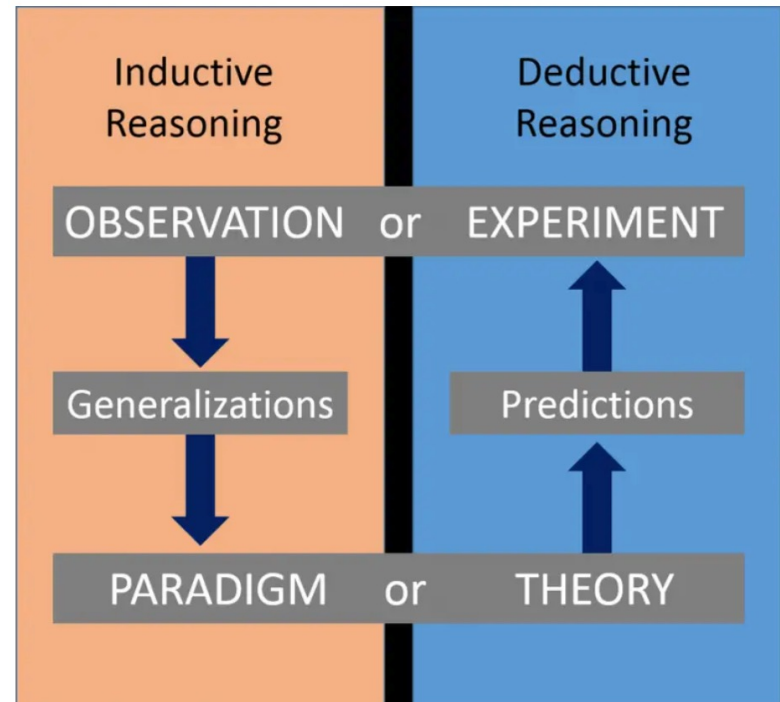 Inductive
Reasoning
Deductive
Reasoning
OBSERVATION or EXPERIMENT
Generalizations
Predictions
PARADIGM or THEORY